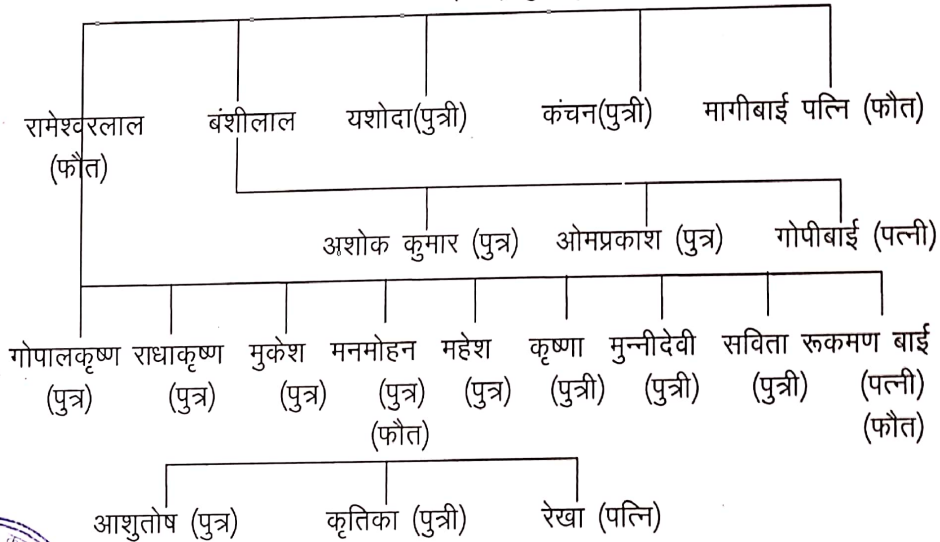 रामेश्वरलाल बंशीलाल यशोदा(पुत्री) कंचन(पुत्री) मागीबाई पत्नि (फौत)
(फौत)
अशोक कुमार (पुत्र) ओमप्रकाश (पुत्र) गोपीबाई (पत्नी)
गोपालकृष्ण राधाकृष्ण मुकेश मनमोहन महेश कृष्णा मुन्नीदेवी सविता रूकमण बाई
(पुत्र) (पुत्र) (पुत्र) (पुत्र) (पुत्र) (पुत्री) (पुत्री) (पुत्री) (पत्नी)
(फौत) (फौत)
आशुतोष (पुत्र) कृतिका (पुत्री) रेखा (पत्नि)